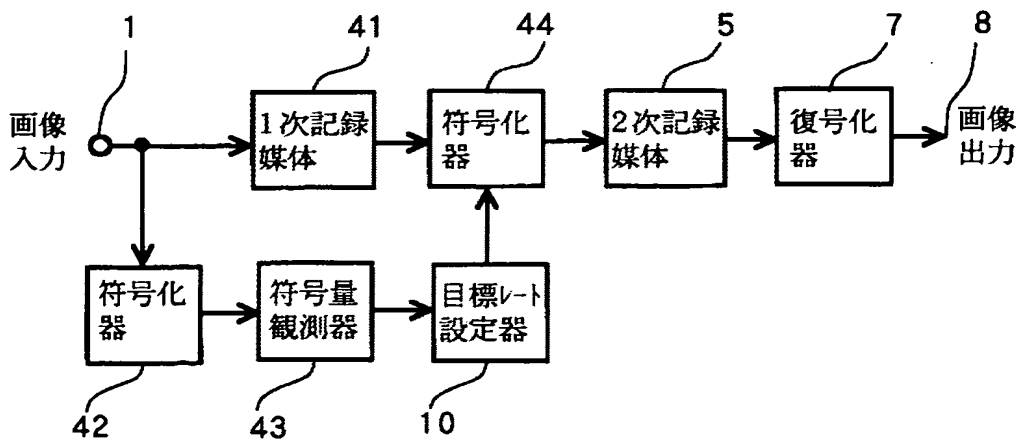 1
41
44
5
7
8
画像
入力
1次記録
媒体
符号化
器
2次記録
媒体
復号化
器
画像
出力
符号化
器
符号量
観測器
目標レート
設定器
42
43
10